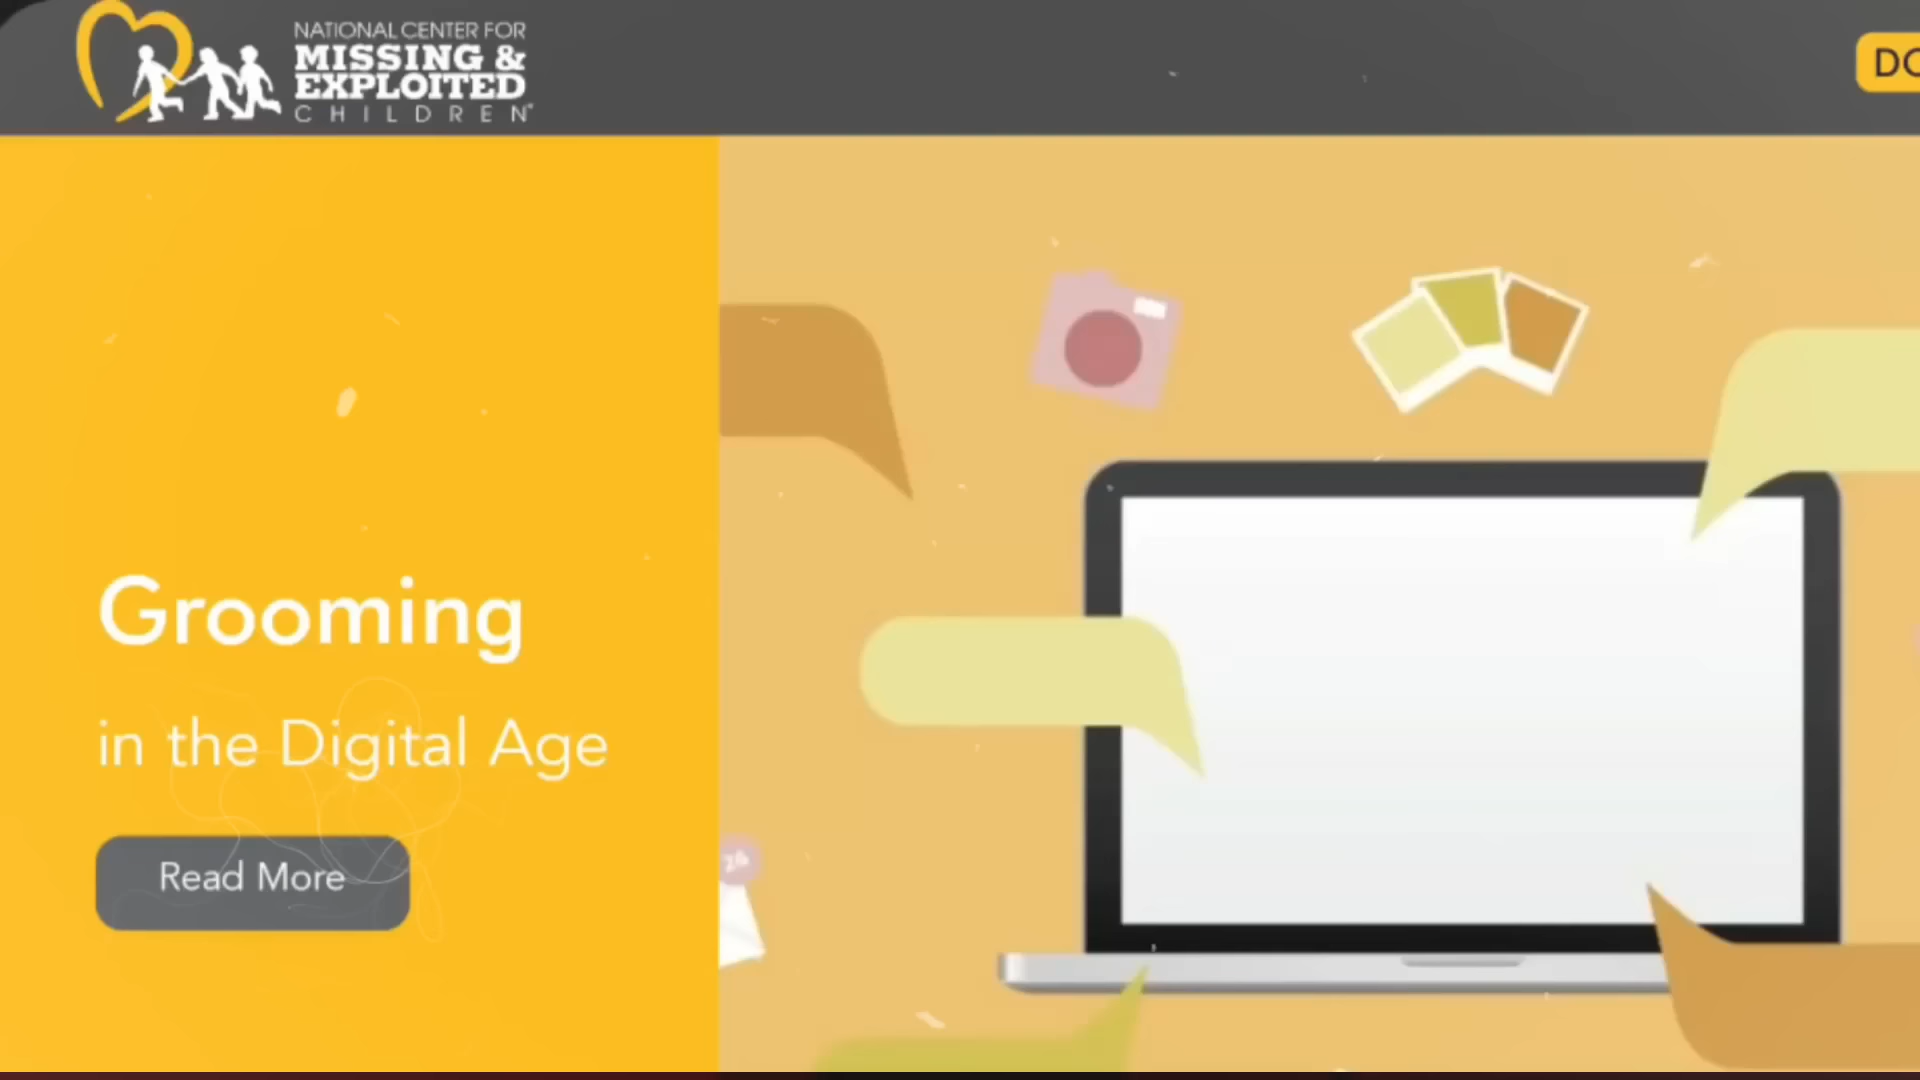 NATIONAL CENTER FOR
MISSING &
EXPLOITED
CHILDREN
Grooming
in the Digital Age
Read More